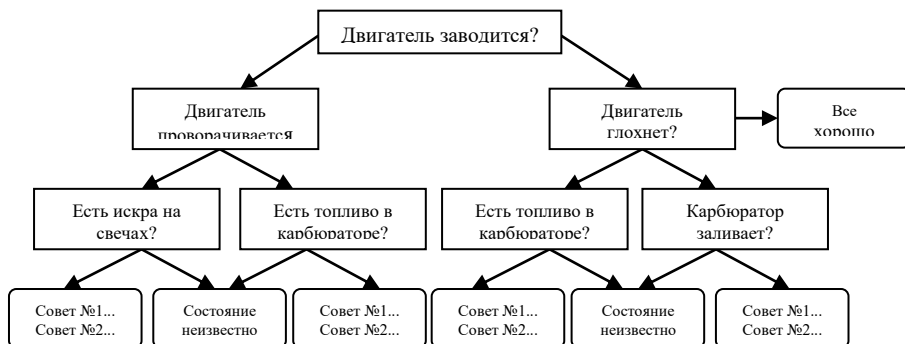 Двигатель заводится?
Двигатель
проворачивается
Двигатель
глохнет?
Все
хорошо
Есть искра на
свечах?
Есть топливо в
карбюраторе?
Есть топливо в
карбюраторе?
Карбюратор
заливает?
Совет №1...
Совет №2...
Состояние
неизвестно
Совет №1...
Совет №2...
Совет №1...
Совет №2...
Состояние
неизвестно
Совет №1...
Совет №2...